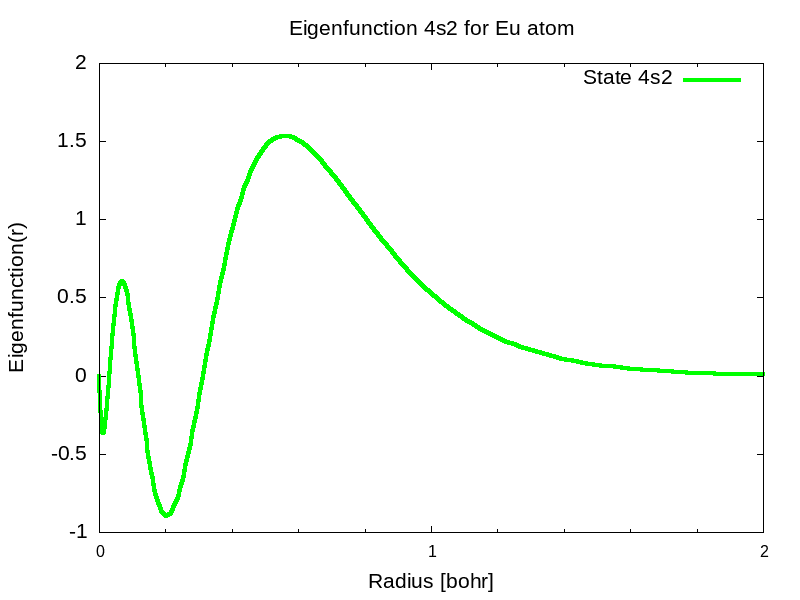 Eigenfunction 4s2 for Eu atom
State 4s2
2
1.5
1
0.5
0
-0.5
-1
Eigenfunction(r)
0 1 2
Radius [bohr]